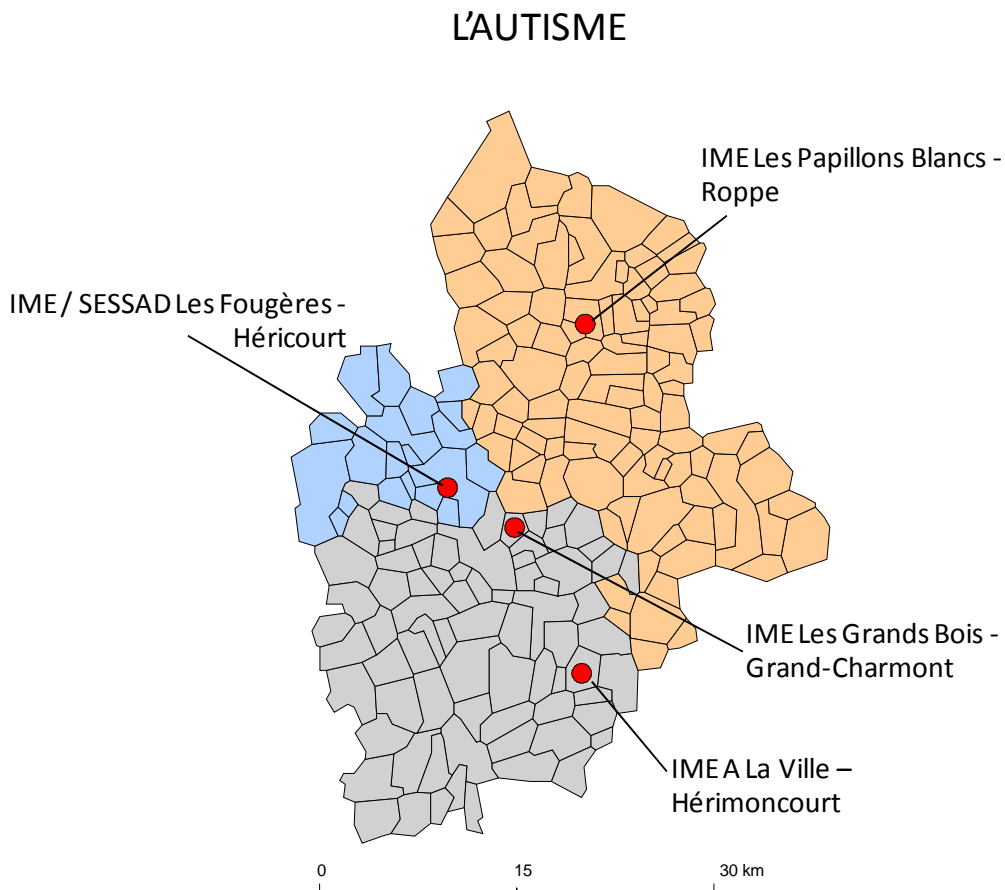 L'AUTISME
IME Les Papillons Blancs -
Roppe
IME / SESSAD Les Fougères -
Héricourt
IME Les Grands Bois -
Grand-Charmont
IME A La Ville –
Hérimoncourt
0 15 30 km